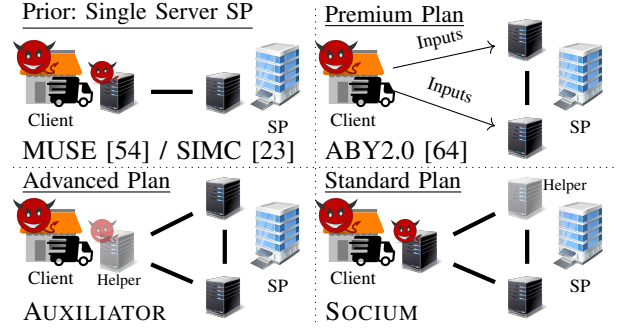 Prior: Single Server SP
Client
SP
MUSE [54] / SIMC [23]
Premium Plan
Inputs
Inputs
Client
SP
ABY2.0 [64]
Advanced Plan
Client
Helper
SP
AUXILIATOR
Standard Plan
Helper
Client
SP
SOCIUM